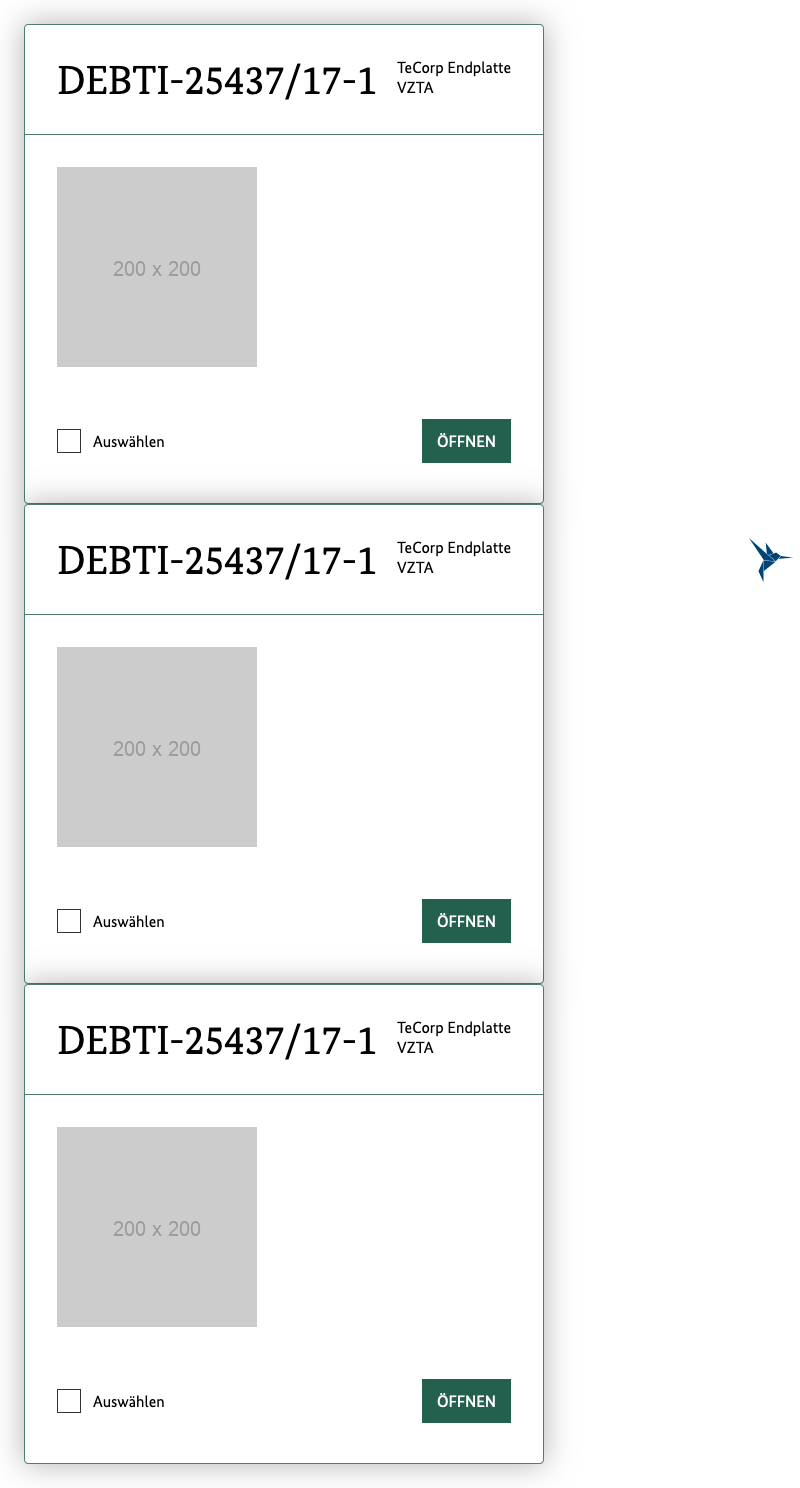 DEBTI-25437/17-1
TeCorp Endplatte
VZTA
200 x 200
Auswählen
ÖFFNEN
DEBTI-25437/17-1
TeCorp Endplatte
VZTA
200 x 200
Auswählen
ÖFFNEN
DEBTI-25437/17-1
TeCorp Endplatte
VZTA
200 x 200
Auswählen
ÖFFNEN